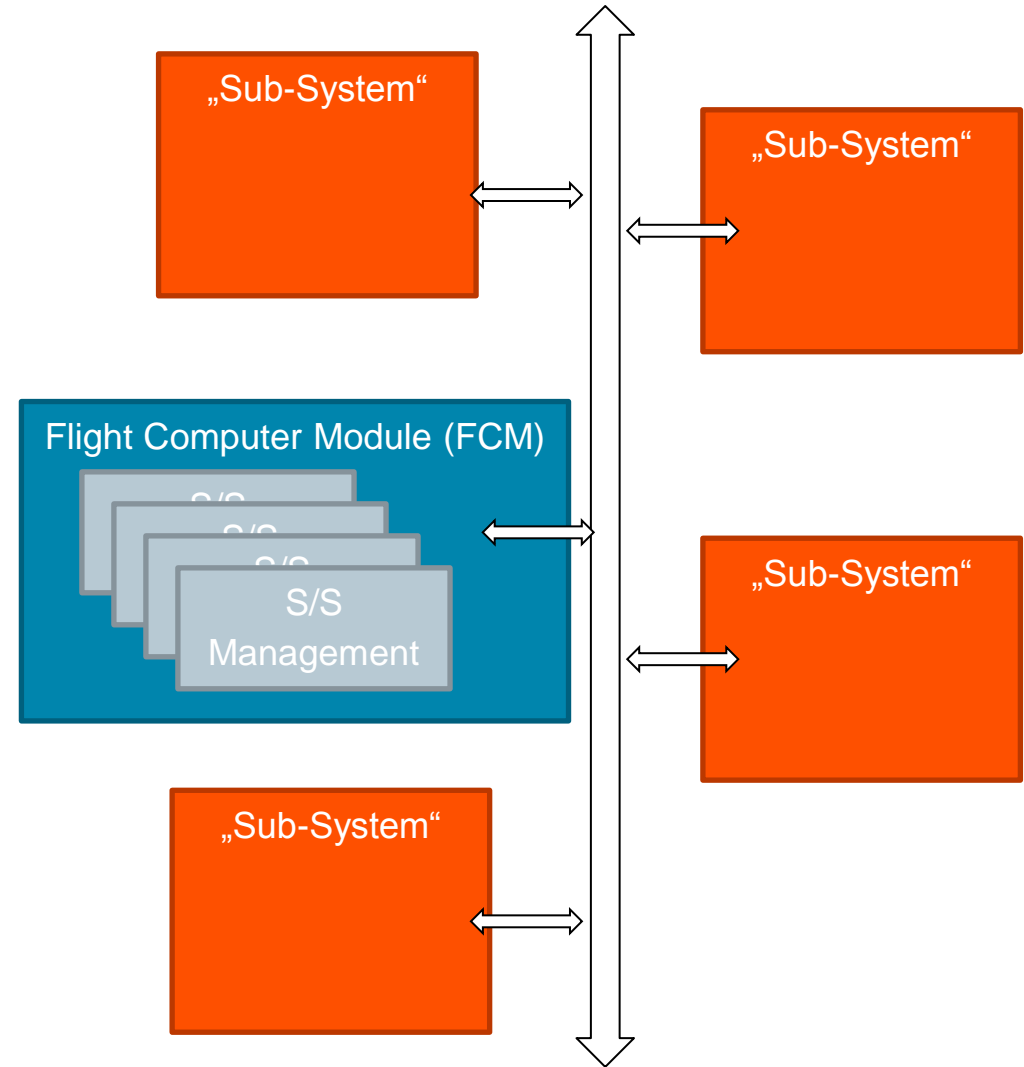 „Sub-System“
„Sub-System“
Flight Computer Module (FCM)
S/S
S/S
S/S
S/S
Management
„Sub-System“
„Sub-System“